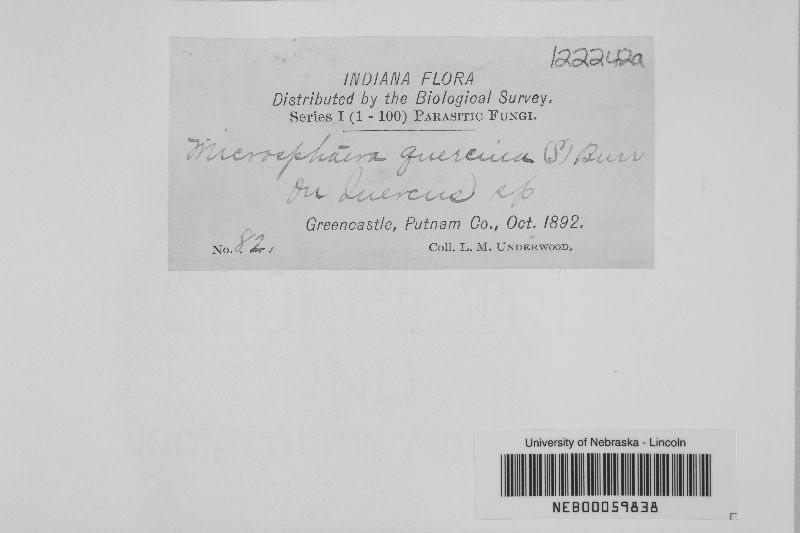 122242a
INDIANA FLORA
Distributed by the Biological Survey.
Series I (1 - 100) PARASITIC FUNGI.
Microsphaera quercina (S) Burr
On Quercus sp
Greencastle, Putnam Co., Oct. 1892.
No. 82. Coll. L. M. UNDERWOOD.
University of Nebraska - Lincoln
NEB00059838